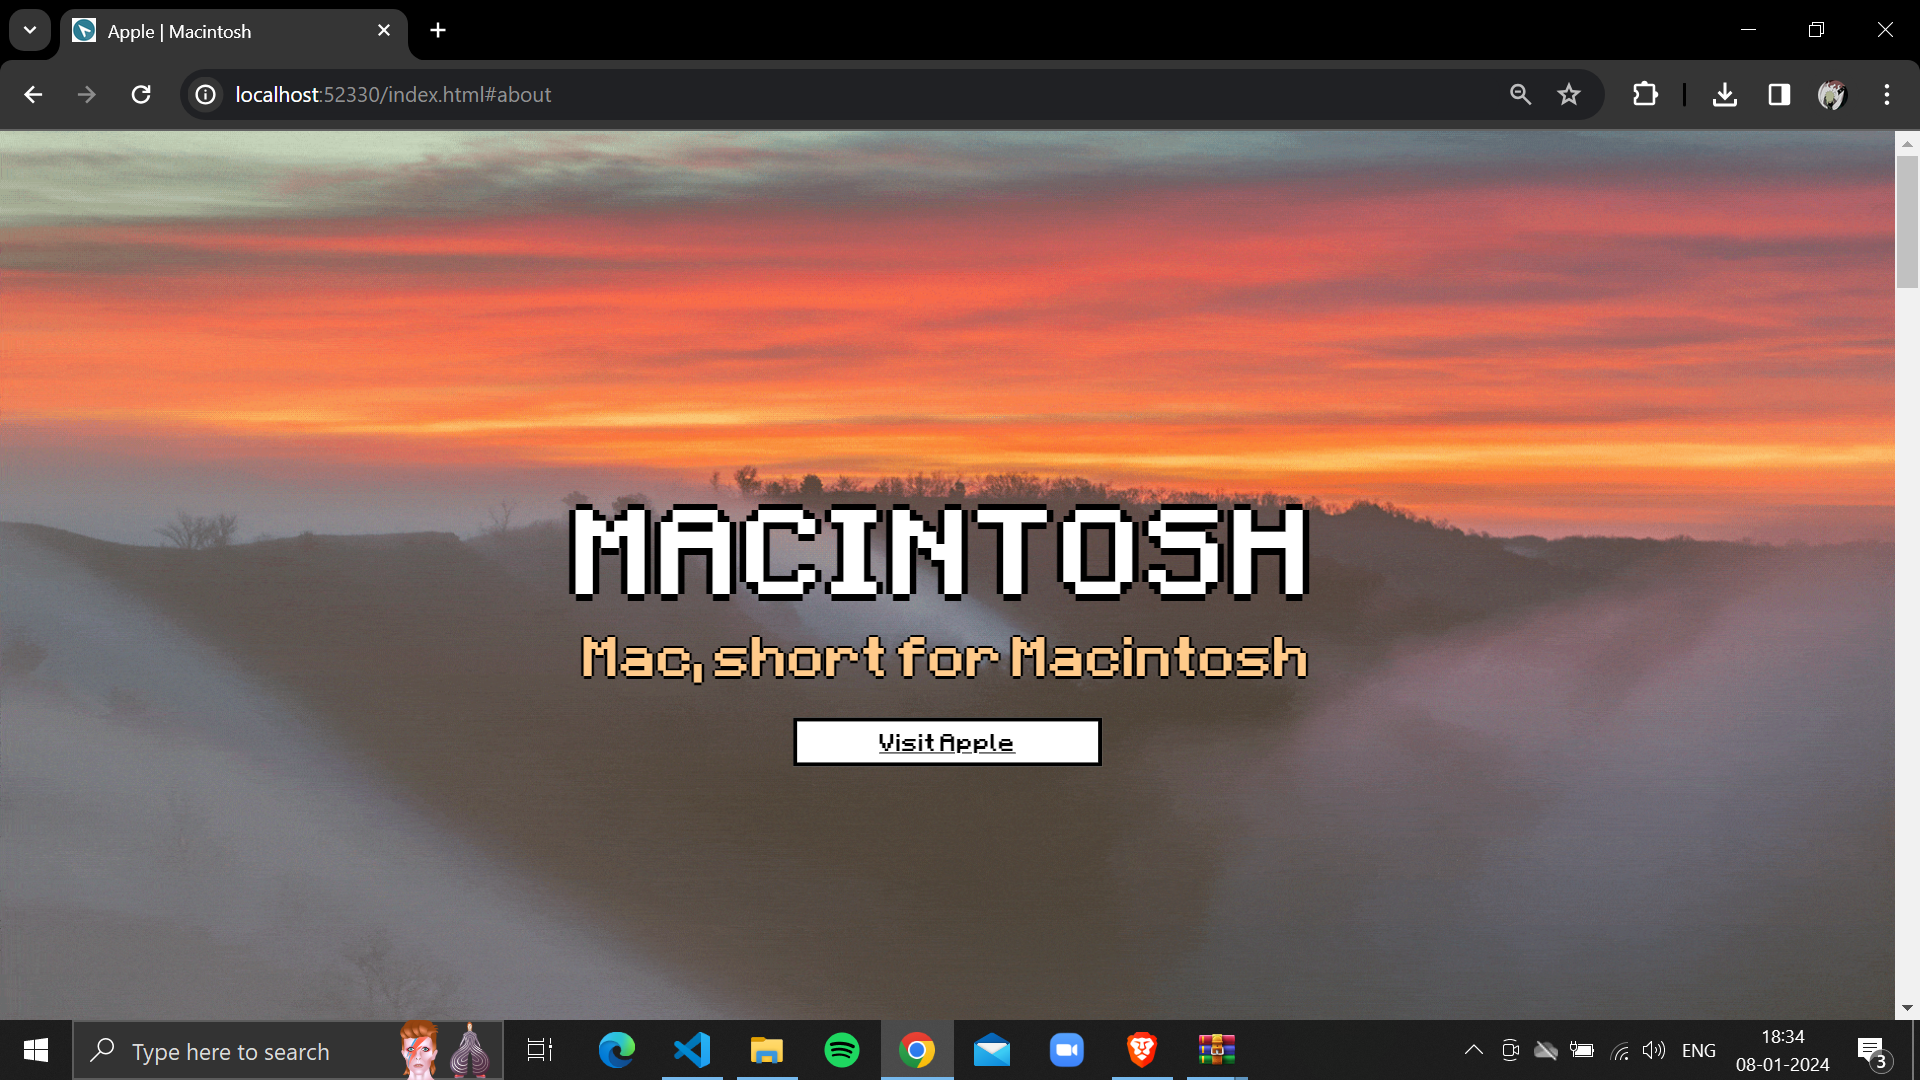 Apple | Macintosh
localhost:52330/index.html#about
MACINTOSH
Mac, short for Macintosh
Visit Apple
Type here to search
ENG
18:34
08-01-2024
3